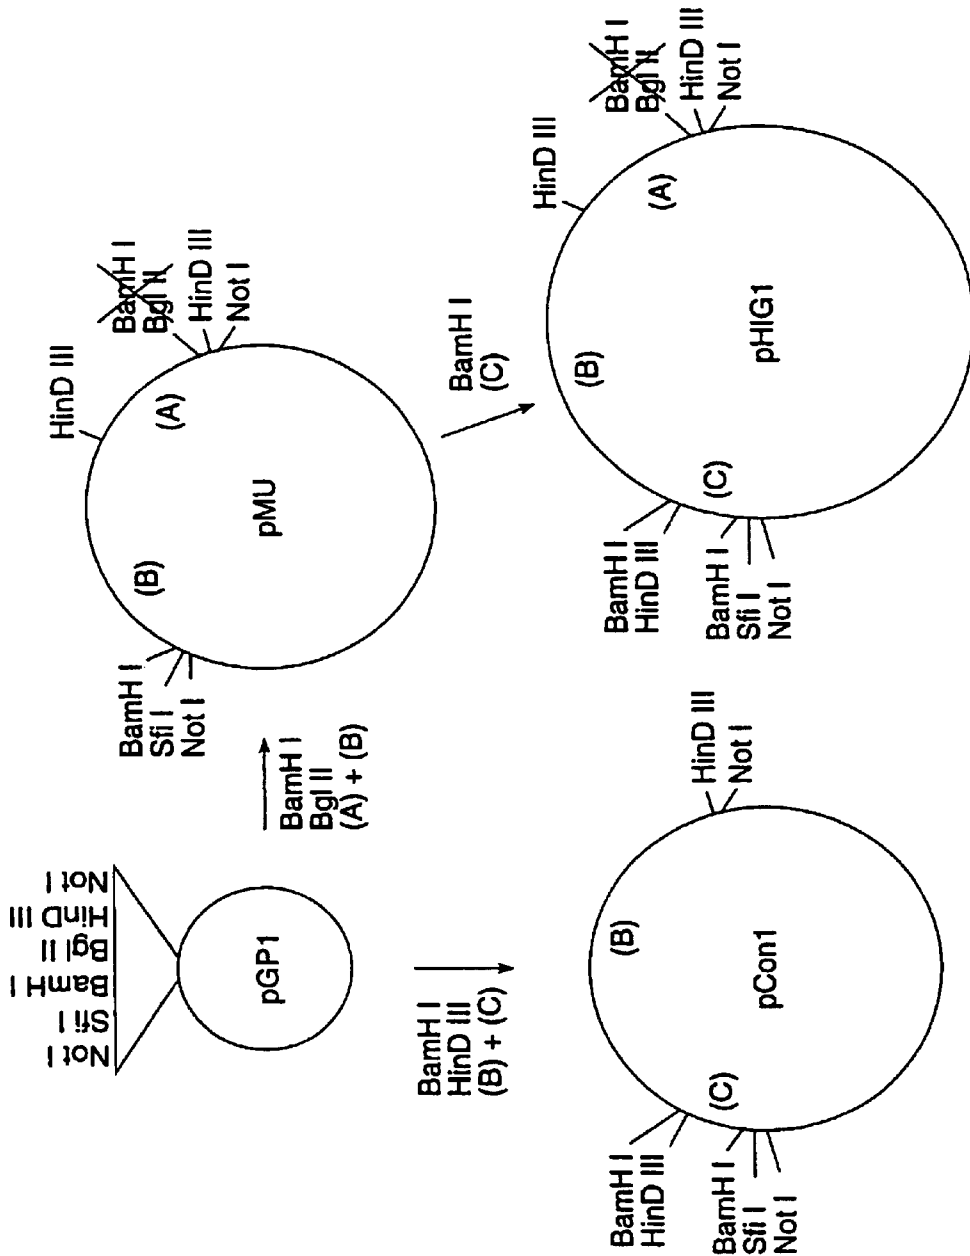 Not I
Sfi I
BamH I
Bgl II
HinD III
Not I
pGP1
BamH I
Bgl II
(A) + (B)
BamH I
Sfi I
Not I
(B)
HinD III
(A)
BamH I
Bgl II
HinD III
Not I
pMU
BamH I
HinD III
(B) + (C)
BamH I
(C)
BamH I
HinD III
(C)
BamH I
Sfi I
Not I
(B)
HinD III
Not I
pCon1
BamH I
HinD III
(C)
BamH I
Sfi I
Not I
(B)
HinD III
(A)
BamH I
Bgl II
HinD III
Not I
pHIG1